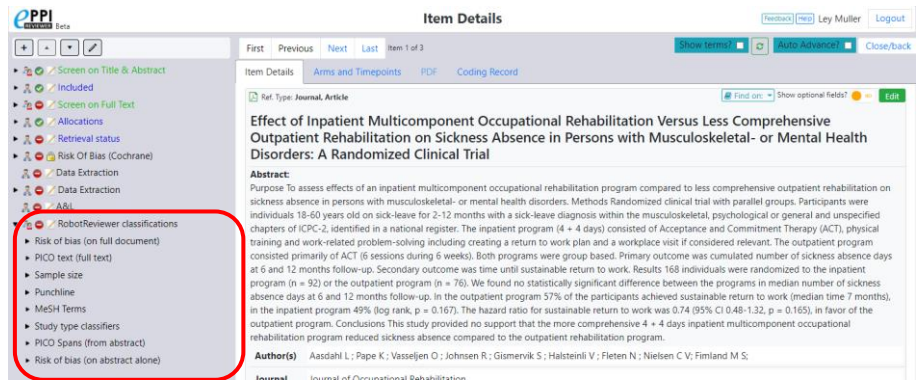 ePPI
REVIEWER Beta
Item Details
Feedback Help Ley Muller Logout
First Previous Next Last Item 1 of 3
Show terms? Auto Advance? Close/back
Screen on Title & Abstract
Included
Screen on Full Text
Allocations
Retrieval status
Risk Of Bias (Cochrane)
Data Extraction
Data Extraction
A&L
RobotReviewer classifications
Risk of bias (on full document)
PICO text (full text)
Sample size
Punchline
MeSH Terms
Study type classifiers
PICO Spans (from abstract)
Risk of bias (on abstract alone)
Item Details Arms and Timepoints PDF Coding Record
Ref. Type: Journal, Article
Find on: Show optional fields? Edit
Effect of Inpatient Multicomponent Occupational Rehabilitation Versus Less Comprehensive
Outpatient Rehabilitation on Sickness Absence in Persons with Musculoskeletal- or Mental Health
Disorders: A Randomized Clinical Trial
Abstract:
Purpose To assess effects of an inpatient multicomponent occupational rehabilitation program compared to less comprehensive outpatient rehabilitation on
sickness absence in persons with musculoskeletal- or mental health disorders. Methods Randomized clinical trial with parallel groups. Participants were
individuals 18-60 years old on sick-leave for 2-12 months with a sick-leave diagnosis within the musculoskeletal, psychological or general and unspecified
chapters of ICPC-2, identified in a national register. The inpatient program (4 + 4 days) consisted of Acceptance and Commitment Therapy (ACT), physical
training and work-related problem-solving including creating a return to work plan and a workplace visit if considered relevant. The outpatient program
consisted primarily of ACT (6 sessions during 6 weeks). Both programs were group based. Primary outcome was cumulated number of sickness absence days
at 6 and 12 months follow-up. Secondary outcome was time until sustainable return to work. Results 168 individuals were randomized to the inpatient
program (n = 92) or the outpatient program (n = 76). We found no statistically significant difference between the programs in median number of sickness
absence days at 6 and 12 months follow-up. In the outpatient program 57% of the participants achieved sustainable return to work (median time 7 months),
in the inpatient program 49% (log rank, p = 0.167). The hazard ratio for sustainable return to work was 0.74 (95% CI 0.48-1.32, p = 0.165), in favor of the
outpatient program. Conclusions This study provided no support that the more comprehensive 4 + 4 days inpatient multicomponent occupational
rehabilitation program reduced sickness absence compared to the outpatient rehabilitation program.
Author(s) Aasdahl L ; Pape K ; Vasseljen O ; Johnsen R ; Gismervik S ; Halsteinli V ; Fleten N ; Nielsen C V; Fimland M S;
Journal Journal of Occupational Rehabilitation